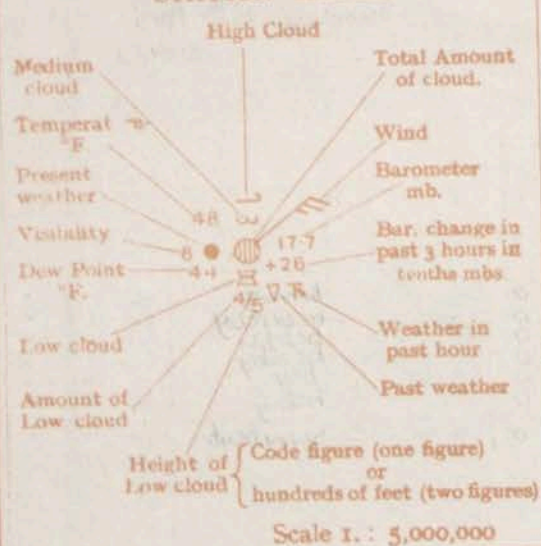 High Cloud
Medium
cloud
Total Amount
of cloud.
Temperat
°F
Wind
Present
weather
Barometer
mb.
48
Visibility
8
17.7
Bar. change in
past 3 hours in
tenths mbs
Dew Point
°F.
44
+26
4/5
Low cloud
Weather in
past hour
Amount of
Low cloud
Past weather
Height of
Low cloud
Code figure (one figure)
or
hundreds of feet (two figures)
Scale 1. : 5,000,000